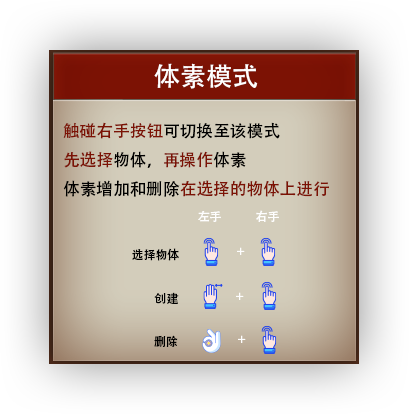 体素模式
触碰右手按钮可切换至该模式
先选择物体，再操作体素
体素增加和删除在选择的物体上进行
左手 右手
选择物体 +
创建 +
删除 +